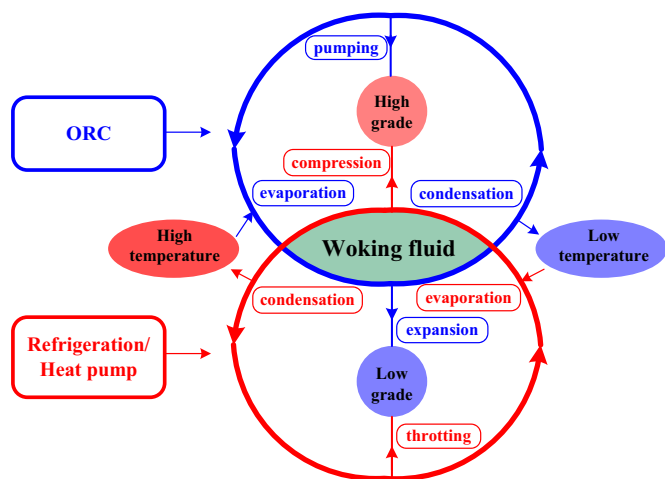 pumping
High
grade
ORC
compression
evaporation
condensation
High
temperature
Woking fluid
Low
temperature
condensation
evaporation
expansion
Refrigeration/
Heat pump
Low
grade
throtting